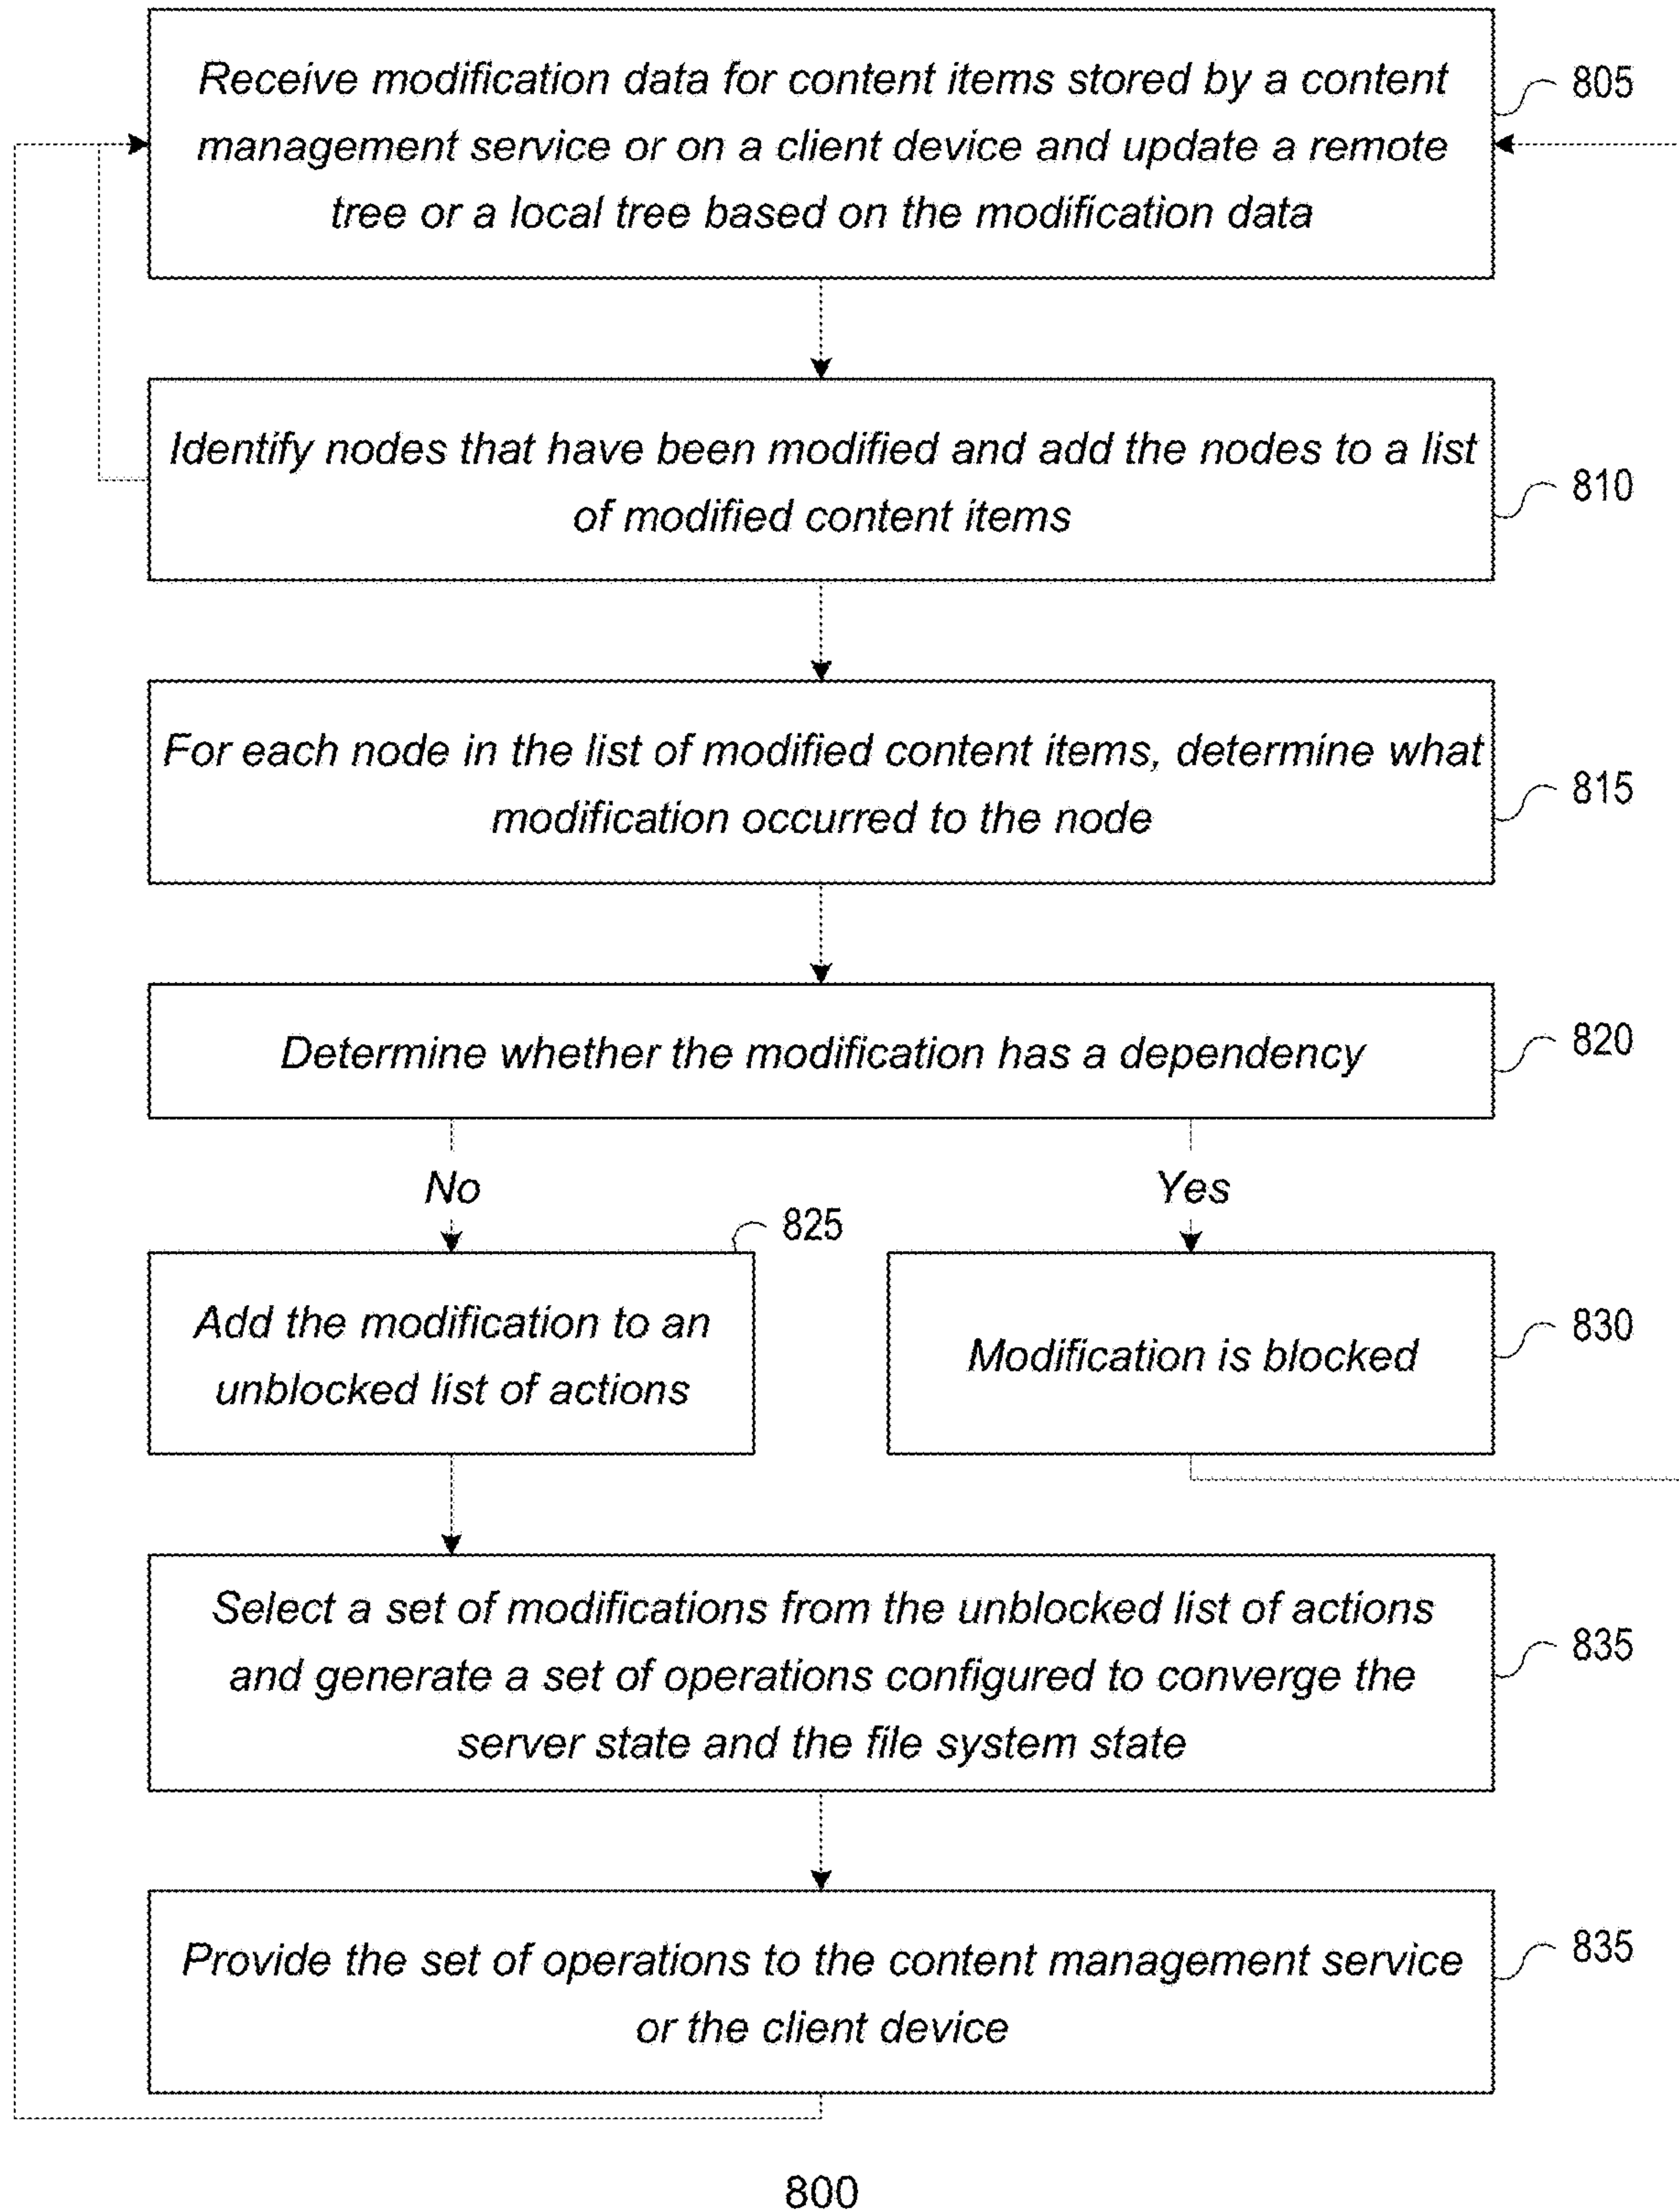 Receive modification data for content items stored by a content
management service or on a client device and update a remote
tree or a local tree based on the modification data
805
Identify nodes that have been modified and add the nodes to a list
of modified content items
810
For each node in the list of modified content items, determine what
modification occurred to the node
815
Determine whether the modification has a dependency
820
No
Yes
825
Add the modification to an
unblocked list of actions
Modification is blocked
830
Select a set of modifications from the unblocked list of actions
and generate a set of operations configured to converge the
server state and the file system state
835
Provide the set of operations to the content management service
or the client device
835
800